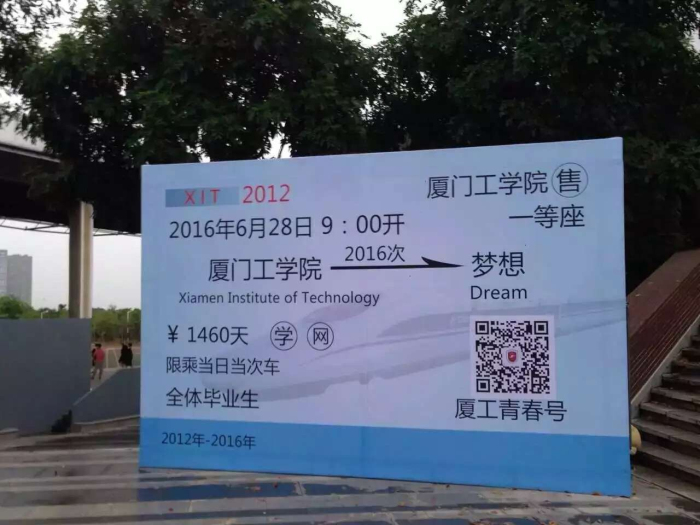 XIT 2012
厦门工学院 售
2016年6月28日 9：00开
一等座
厦门工学院 2016次 梦想
Xiamen Institute of Technology Dream
¥ 1460天 学 网
限乘当日当次车
全体毕业生
厦工青春号
2012年-2016年